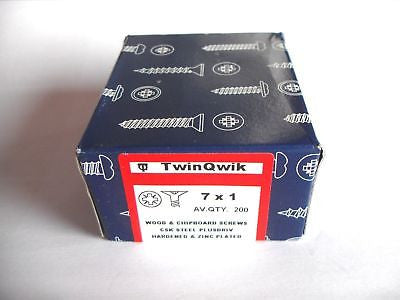 TwinQwik
7 x 1
AV.QTY. 200
WOOD & CHIPBOARD SCREWS
CSK STEEL PLUSDRIV
HARDENED & ZINC PLATED